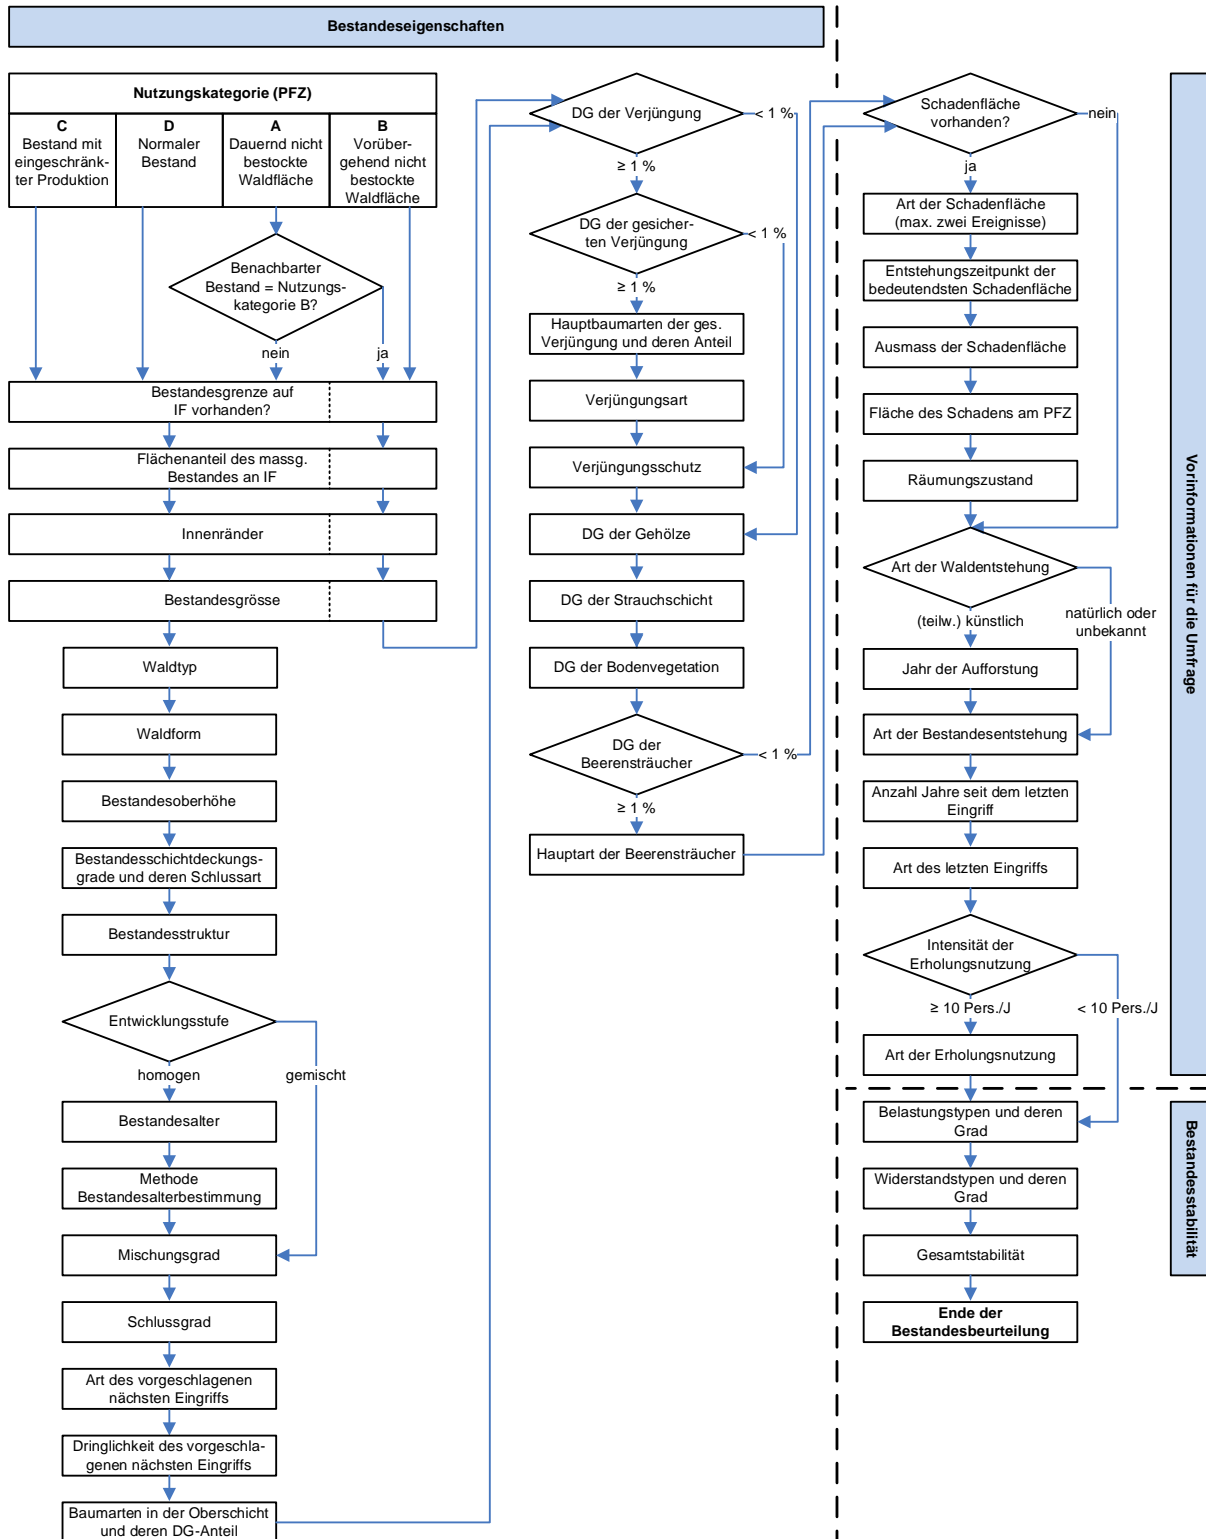 Bestandeseigenschaften
Nutzungskategorie (PFZ)
C
Bestand mit
eingeschränk-
ter Produktion
D
Normaler
Bestand
A
Dauernd nicht
bestockte
Waldfläche
B
Vorüber-
gehend nicht
bestockte
Waldfläche
Benachbarter
Bestand = Nutzungs-
kategorie B?
nein
ja
Bestandesgrenze auf
IF vorhanden?
Flächenanteil des massg.
Bestandes an IF
Innenränder
Bestandesgrösse
Waldtyp
Waldform
Bestandesoberhöhe
Bestandesschichtdeckungs-
grade und deren Schlussart
Bestandesstruktur
Entwicklungsstufe
homogen
gemischt
Bestandesalter
Methode
Bestandesalterbestimmung
Mischungsgrad
Schlussgrad
Art des vorgeschlagenen
nächsten Eingriffs
Dringlichkeit des vorgeschla-
genen nächsten Eingriffs
Baumarten in der Oberschicht
und deren DG-Anteil
DG der Verjüngung
< 1 %
≥ 1 %
DG der gesicher-
ten Verjüngung
< 1 %
≥ 1 %
Hauptbaumarten der ges.
Verjüngung und deren Anteil
Verjüngungsart
Verjüngungsschutz
DG der Gehölze
DG der Strauchschicht
DG der Bodenvegetation
DG der
Beerensträucher
< 1 %
≥ 1 %
Hauptart der Beerensträucher
Schadenfläche
vorhanden?
nein
ja
Art der Schadenfläche
(max. zwei Ereignisse)
Entstehungszeitpunkt der
bedeutendsten Schadenfläche
Ausmass der Schadenfläche
Fläche des Schadens am PFZ
Räumungszustand
Art der Waldentstehung
(teilw.) künstlich
natürlich oder
unbekannt
Jahr der Aufforstung
Art der Bestandesentstehung
Anzahl Jahre seit dem letzten
Eingriff
Art des letzten Eingriffs
Intensität der
Erholungsnutzung
≥ 10 Pers./J
< 10 Pers./J
Art der Erholungsnutzung
Belastungstypen und deren
Grad
Widerstandstypen und deren
Grad
Gesamtstabilität
Ende der
Bestandesbeurteilung
Vorinformationen für die Umfrage
Bestandesstabilität